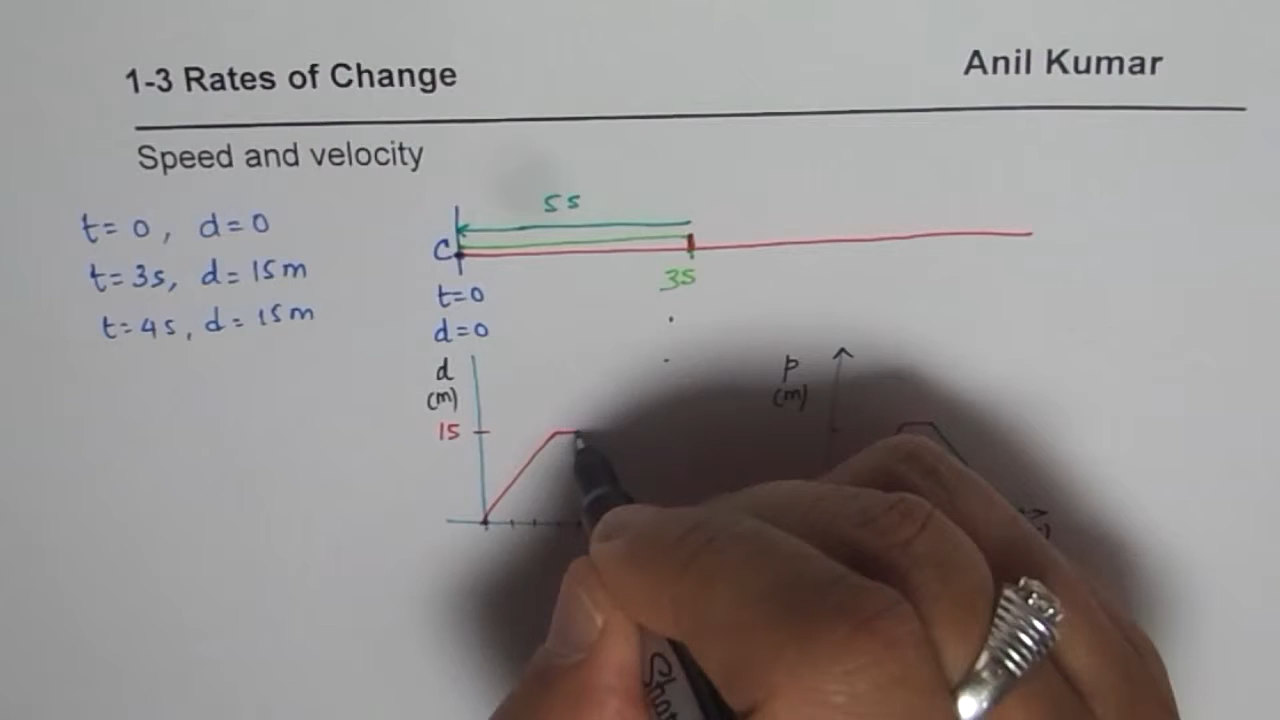 1-3 Rates of Change
Anil Kumar
Speed and velocity
t=0, d=0
t=3s, d=15m
t=4s, d=15m
5s
C
3s
t=0
d=0
d
(m)
15
P
(m)
Shar